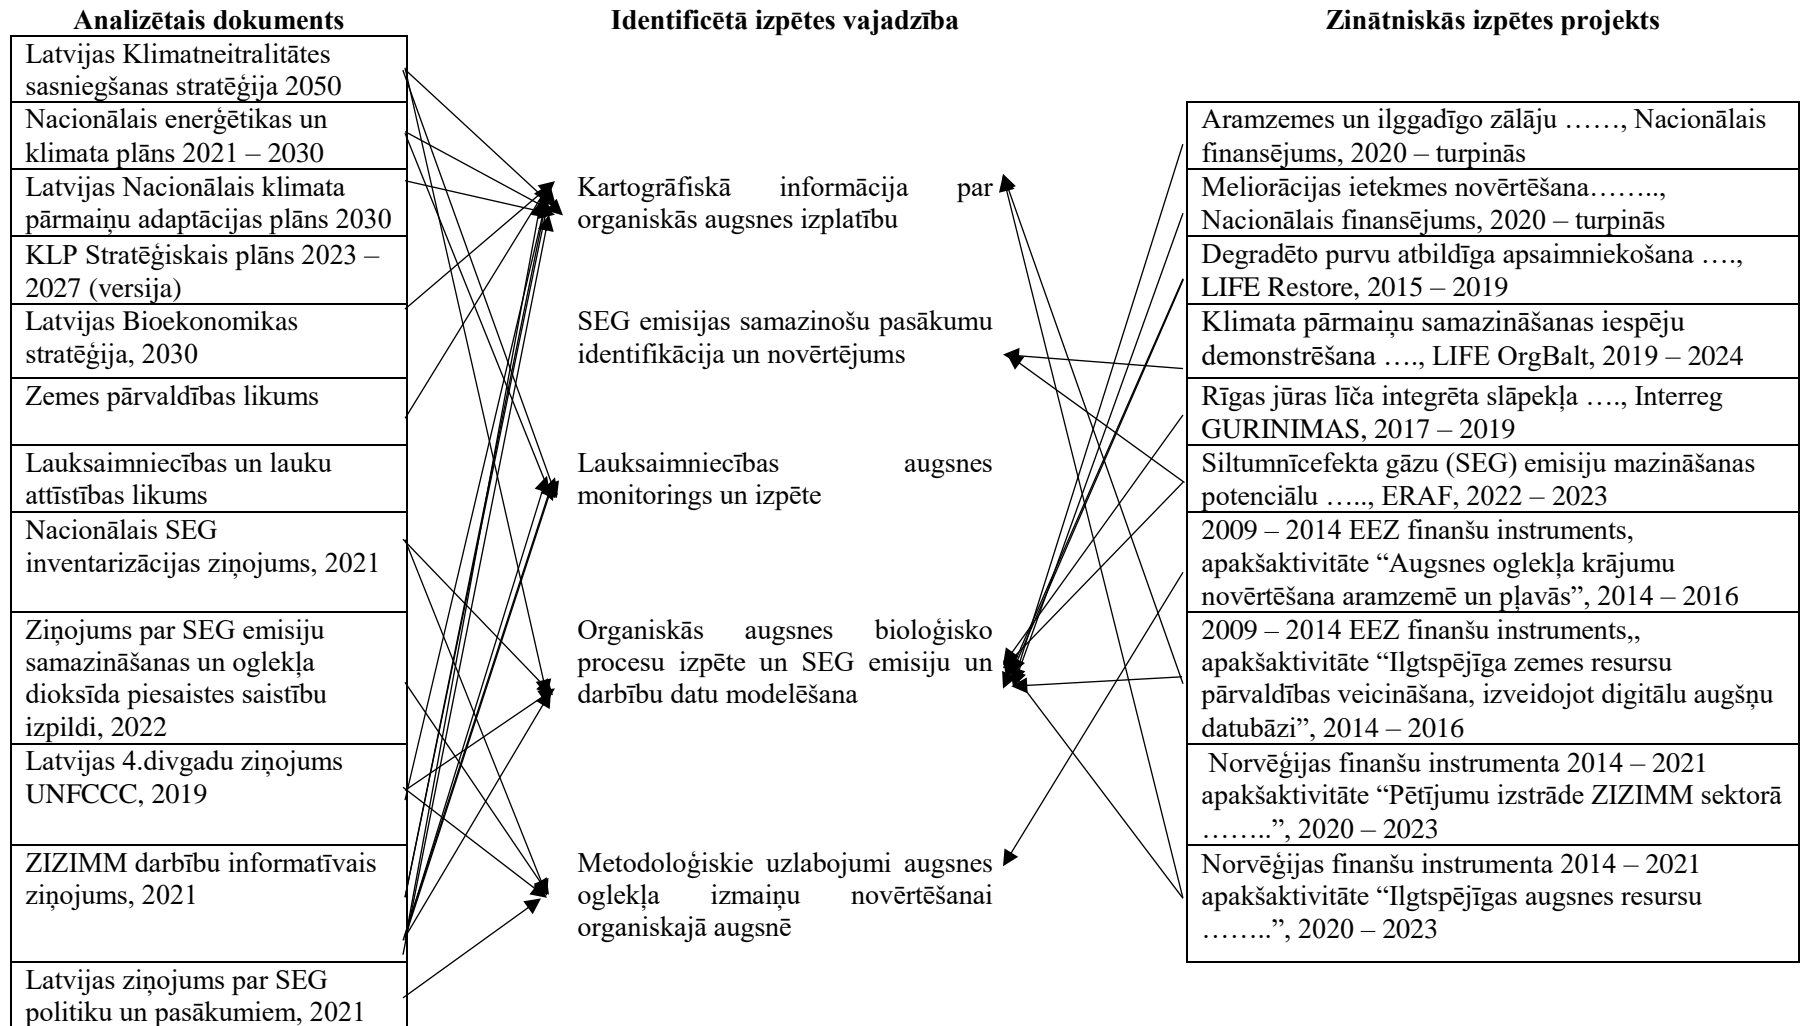 Analizētais dokuments
Latvijas Klimatneitralitātes
sasniegšanas stratēģija 2050
Nacionālais enerģētikas un
klimata plāns 2021 – 2030
Latvijas Nacionālais klimata
pārmaiņu adaptācijas plāns 2030
KLP Stratēģiskais plāns 2023 –
2027 (versija)
Latvijas Bioekonomikas
stratēģija, 2030
Zemes pārvaldības likums
Lauksaimniecības un lauku
attīstības likums
Nacionālais SEG
inventarizācijas ziņojums, 2021
Ziņojums par SEG emisiju
samazināšanas un oglekļa
dioksīda piesaistes saistību
izpildi, 2022
Latvijas 4.divgadu ziņojums
UNFCCC, 2019
ZIZIMM darbību informatīvais
ziņojums, 2021
Latvijas ziņojums par SEG
politiku un pasākumiem, 2021
Identificētā izpētes vajadzība
Kartogrāfiskā informācija par
organiskās augsnes izplatību
SEG emisijas samazinošu pasākumu
identifikācija un novērtējums
Lauksaimniecības augsnes
monitorings un izpēte
Organiskās augsnes bioloģisko
procesu izpēte un SEG emisiju un
darbību datu modelēšana
Metodoloģiskie uzlabojumi augsnes
oglekļa izmaiņu novērtēšanai
organiskajā augsnē
Zinātniskās izpētes projekts
Aramzemes un ilggadīgo zālāju ……, Nacionālais
finansējums, 2020 – turpinās
Meliorācijas ietekmes novērtēšana…….., 
Nacionālais finansējums, 2020 – turpinās
Degradēto purvu atbildīga apsaimniekošana ….,
LIFE Restore, 2015 – 2019
Klimata pārmaiņu samazināšanas iespēju
demonstrēšana …., LIFE OrgBalt, 2019 – 2024
Rīgas jūras līča integrēta slāpekļa …., Interreg
GURINIMAS, 2017 – 2019
Siltumnīcefekta gāzu (SEG) emisiju mazināšanas
potenciālu ….., ERAF, 2022 – 2023
2009 – 2014 EEZ finanšu instruments,
apakšaktivitāte “Augsnes oglekļa krājumu
novērtēšana aramzemē un pļavās”, 2014 – 2016
2009 – 2014 EEZ finanšu instruments,,
apakšaktivitāte “Ilgtspējīga zemes resursu
pārvaldības veicināšana, izveidojot digitālu augšņu
datubāzi”, 2014 – 2016
Norvēģijas finanšu instrumenta 2014 – 2021
apakšaktivitāte “Pētījumu izstrāde ZIZIMM sektorā
……..”, 2020 – 2023
Norvēģijas finanšu instrumenta 2014 – 2021
apakšaktivitāte “Ilgtspējīgas augsnes resursu
……..”, 2020 – 2023